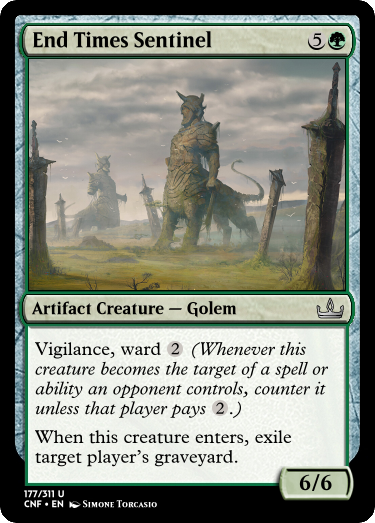 End Times Sentinel 5
Artifact Creature — Golem
Vigilance, ward 2 (Whenever this
creature becomes the target of a spell or
ability an opponent controls, counter it
unless that player pays 2.)
When this creature enters, exile
target player's graveyard.
6/6
177/311 U
CNF • EN Simone Torcasio